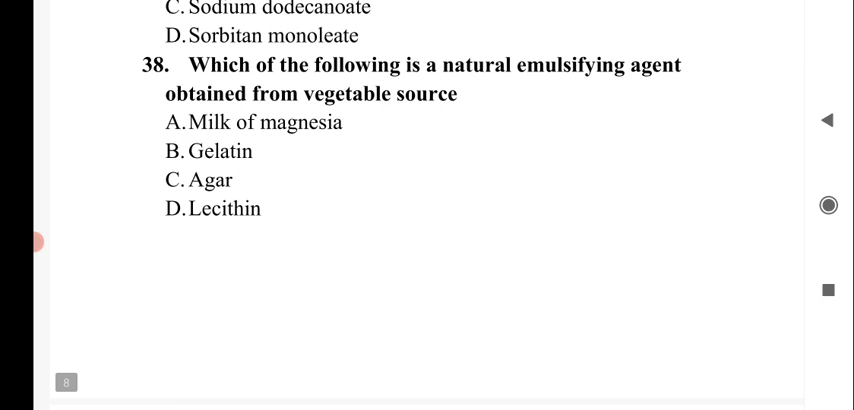 C. Sodium dodecanoate
D. Sorbitan monoleate
38. Which of the following is a natural emulsifying agent
obtained from vegetable source
A. Milk of magnesia
B. Gelatin
C. Agar
D. Lecithin
8